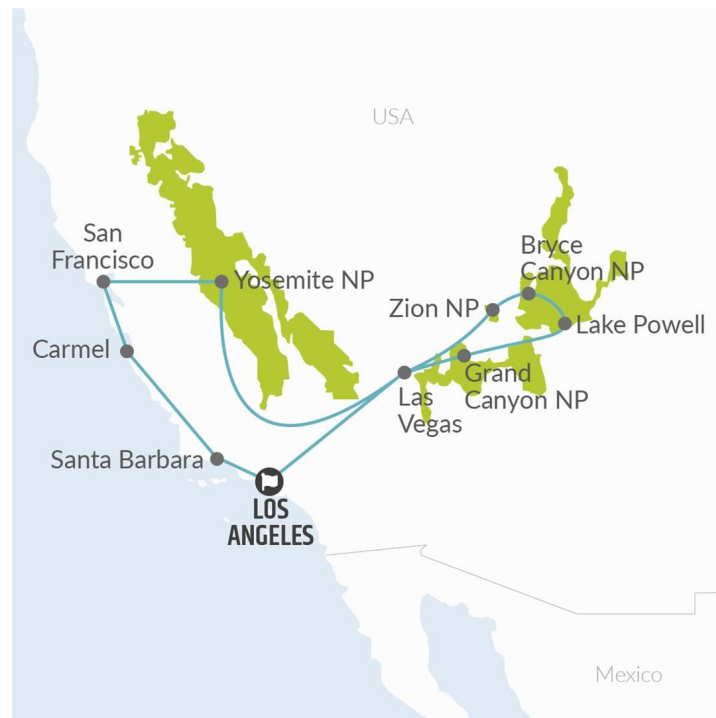 USA
San
Francisco
Yosemite NP
Bryce
Canyon NP
Zion NP
Lake Powell
Carmel
Grand
Canyon NP
Las
Vegas
Santa Barbara
LOS
ANGELES
Mexico